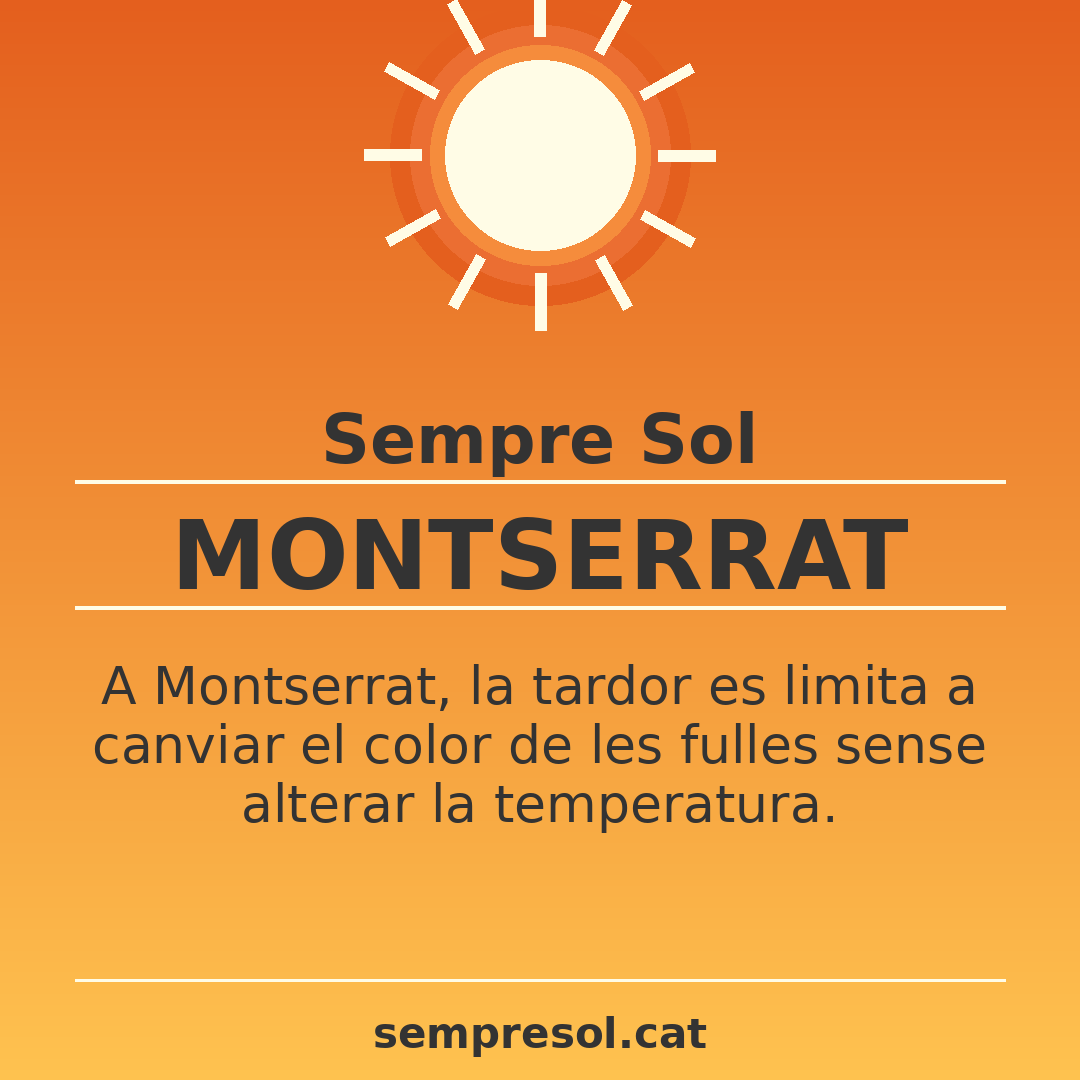 Sempre Sol
MONTSERRAT
A Montserrat, la tardor es limita a
canviar el color de les fulles sense
alterar la temperatura.
sempresol.cat